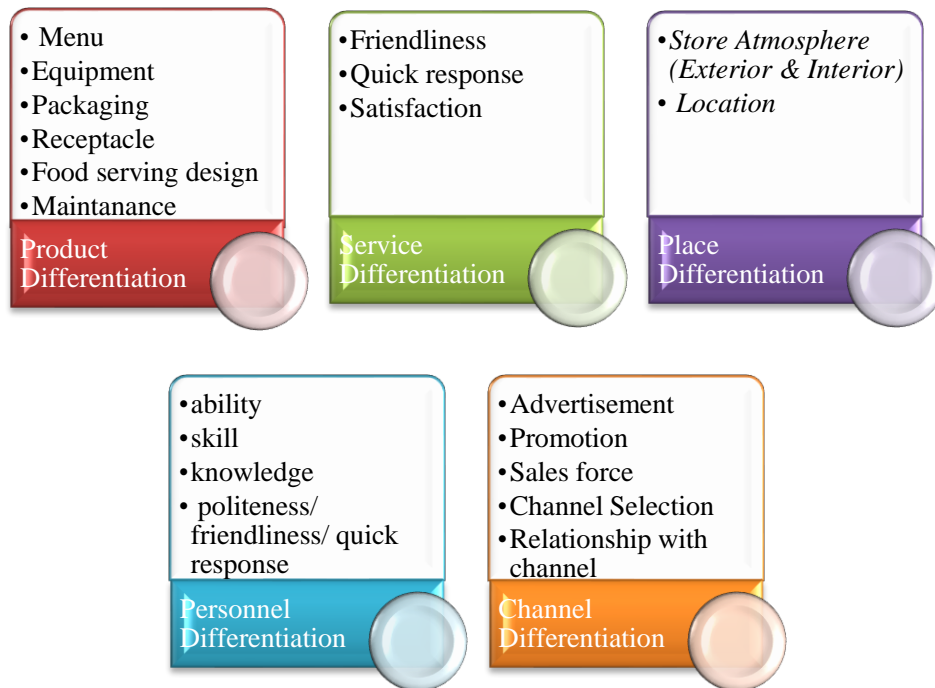 • Menu
•Equipment
•Packaging
•Receptacle
•Food serving design
•Maintanance
Product
Differentiation
•Friendliness
•Quick response
•Satisfaction
Service
Differentiation
•Store Atmosphere
(Exterior & Interior)
• Location
Place
Differentiation
•ability
•skill
•knowledge
• politeness/
friendliness/ quick
response
Personnel
Differentiation
•Advertisement
•Promotion
•Sales force
•Channel Selection
•Relationship with
channel
Channel
Differentiation